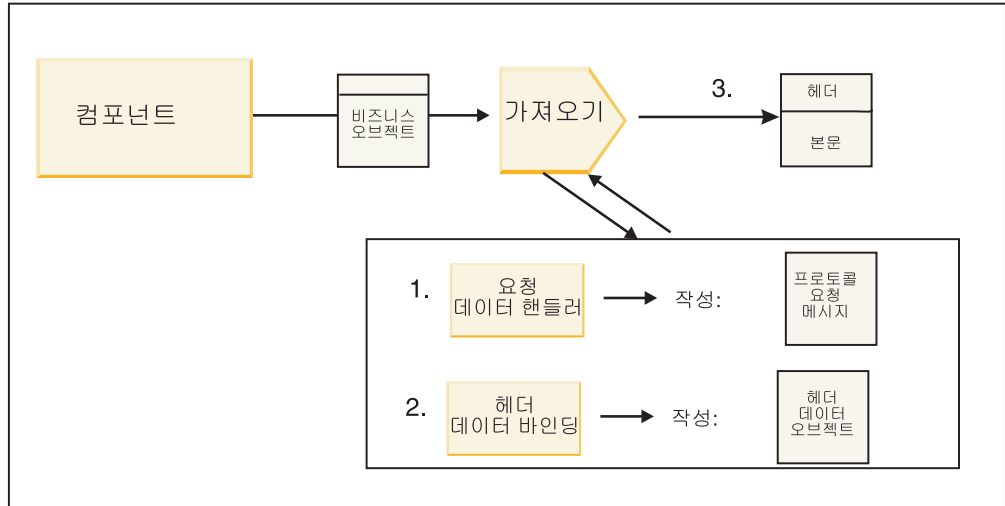 컴포넌트
비즈니스
오브젝트
가져오기
3.
헤더
본문
1.
요청
데이터 핸들러
작성:
프로토콜
요청
메시지
2.
헤더
데이터 바인딩
작성:
헤더
데이터
오브젝트